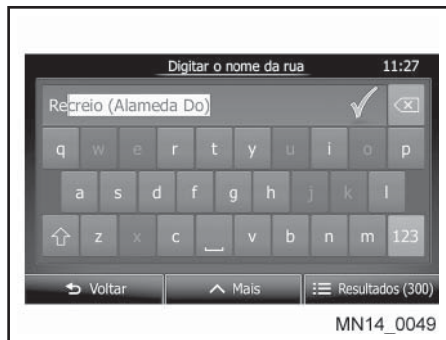 Digitar o nome da rua 11:27
Recreio (Alameda Do)
q w e r t y u i o p
a s d f g h j k l
z x c v b n m 123
Voltar Mais Resultados (300)
MN14_0049